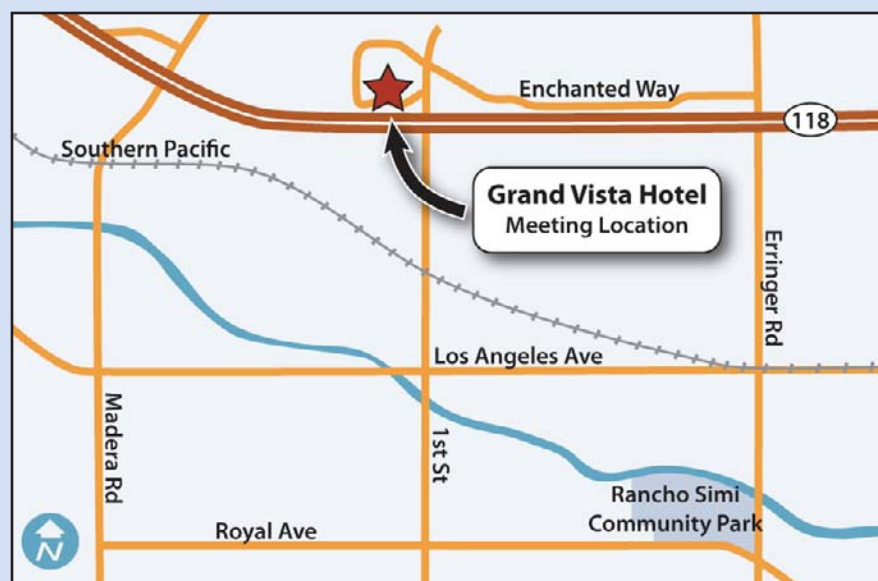 Enchanted Way
118
Southern Pacific
Grand Vista Hotel
Meeting Location
Erringer Rd
Los Angeles Ave
Madera Rd
1st St
Rancho Simi
Community Park
Royal Ave
N